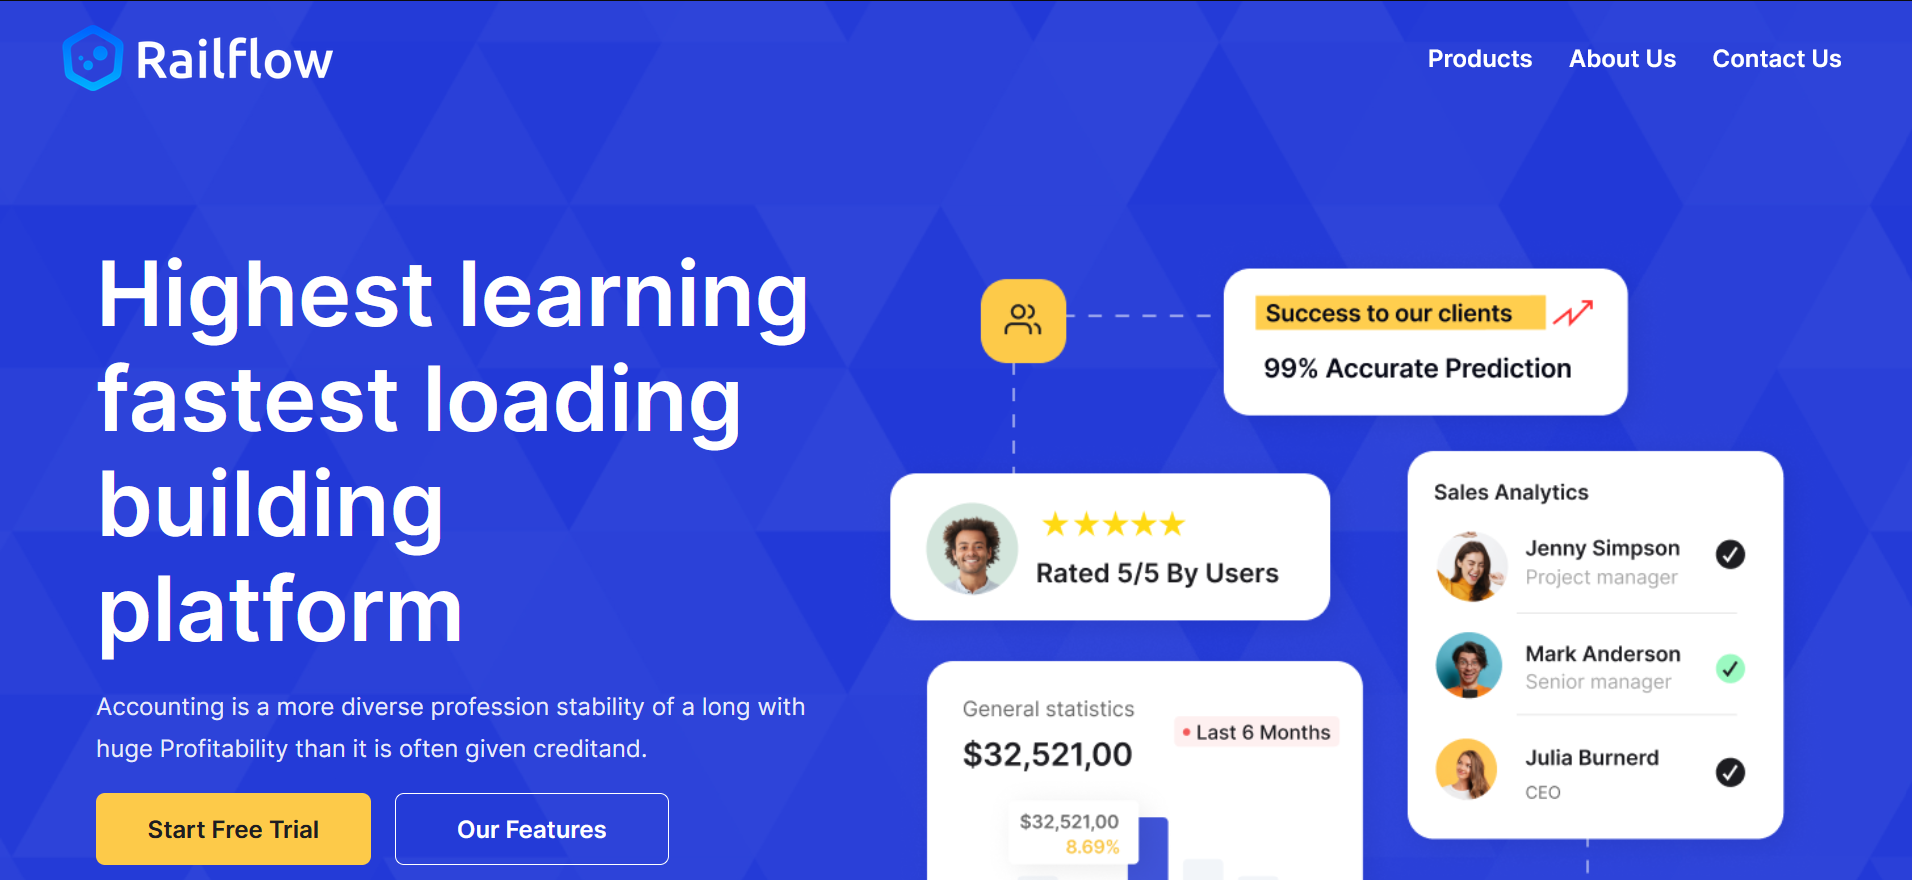 Railflow
Products
About Us
Contact Us
Highest learning
fastest loading
building
platform
Accounting is a more diverse profession stability of a long with
huge Profitability than it is often given creditand.
Start Free Trial
Our Features
Success to our clients
99% Accurate Prediction
Rated 5/5 By Users
Sales Analytics
Jenny Simpson
Project manager
Mark Anderson
Senior manager
Julia Burnerd
CEO
General statistics
$32,521,00
Last 6 Months
$32,521,00
8.69%